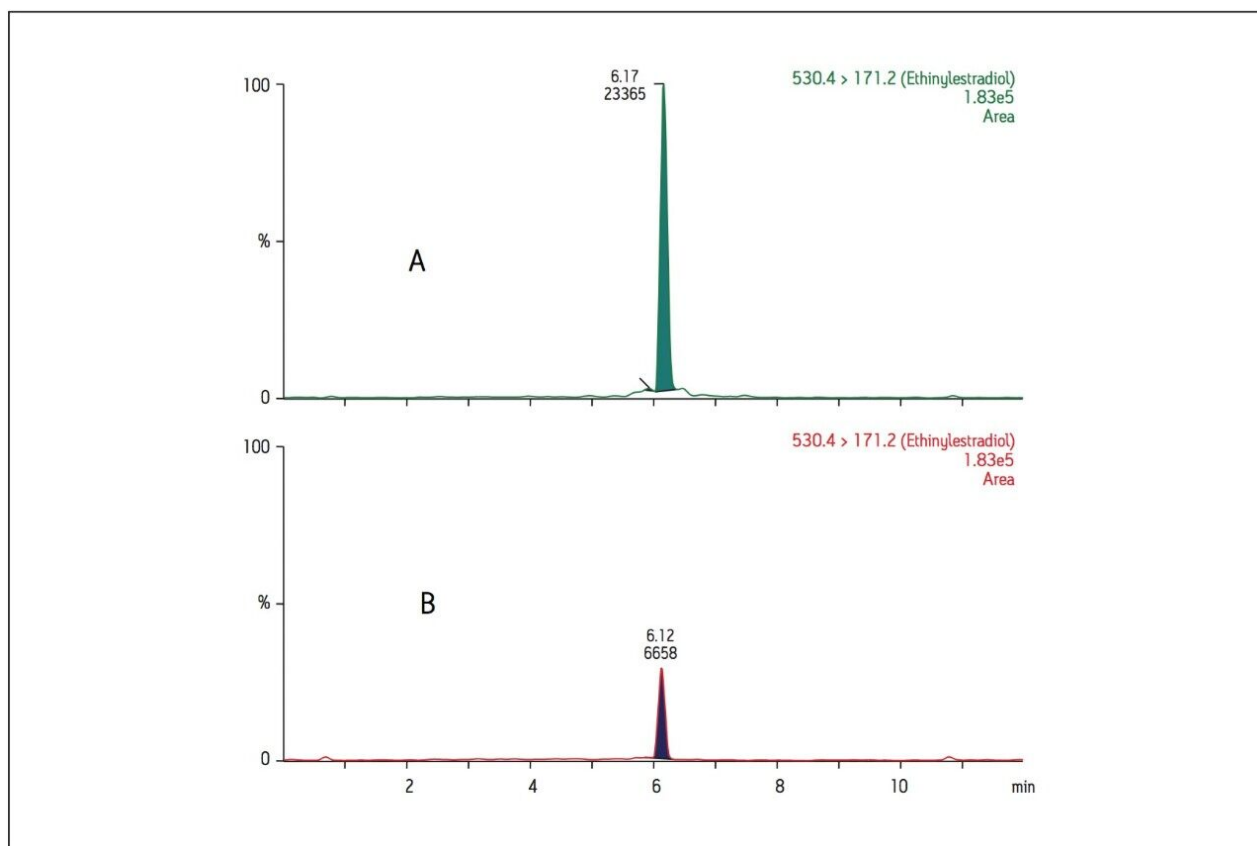 530.4 > 171.2 (Ethinylestradiol)
1.83e5
Area
6.17
23365
100
%
0
A
530.4 > 171.2 (Ethinylestradiol)
1.83e5
Area
100
%
0
B
6.12
6658
2 4 6 8 10 min